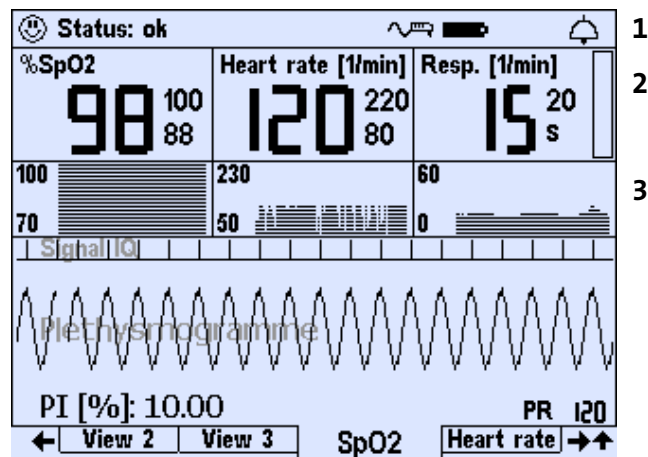 Status: ok 1
%SpO2 Heart rate [1/min] Resp. [1/min]
2
98 100 88
120 220 80
15 20 s
3
100 70
230 50
60 0
Signal IQ
Plethysmogramme
PI [%]: 10.00 PR 120
View 2 View 3 SpO2 Heart rate